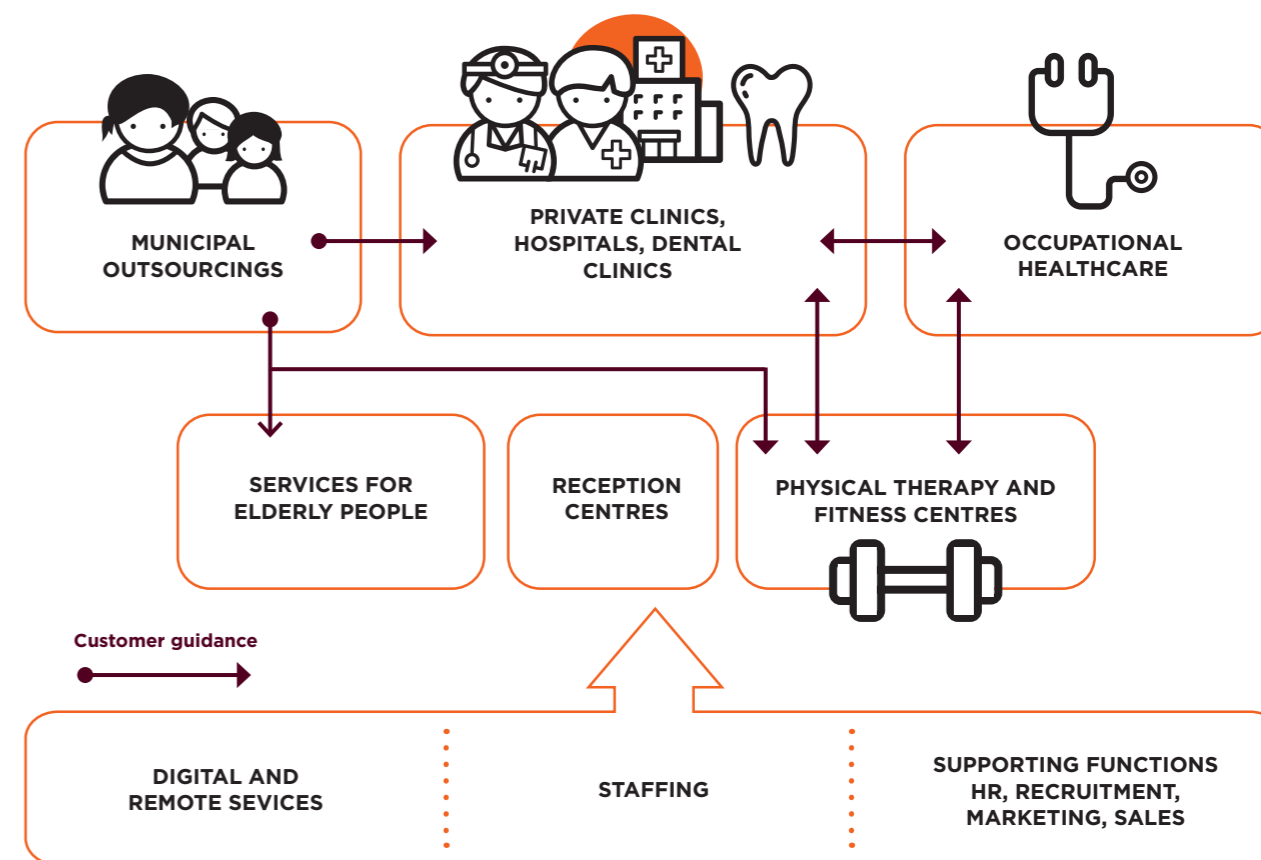 MUNICIPAL
OUTSOURCINGS
PRIVATE CLINICS,
HOSPITALS, DENTAL
CLINICS
OCCUPATIONAL
HEALTHCARE
SERVICES FOR
ELDERLY PEOPLE
RECEPTION
CENTRES
PHYSICAL THERAPY AND
FITNESS CENTRES
Customer guidance
DIGITAL AND
REMOTE SEVICES
STAFFING
SUPPORTING FUNCTIONS
HR, RECRUITMENT,
MARKETING, SALES